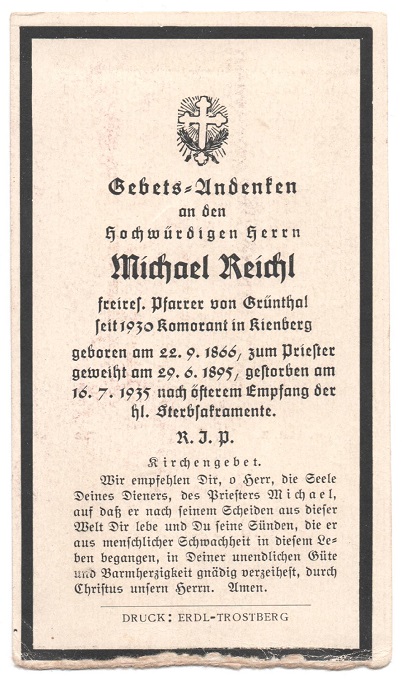 Gebets-Andenken
an den
Hochwürdigen Herrn
Michael Reichl
freires. Pfarrer von Grünthal
seit 1930 Komorant in Kienberg
geboren am 22. 9. 1866, zum Priester
geweiht am 29. 6. 1895, gestorben am
16. 7. 1935 nach öfterem Empfang der
hl. Sterbsakramente.
R. I. P.
Kirchengebet.
Wir empfehlen Dir, o Herr, die Seele
Deines Dieners, des Priesters Michael,
auf daß er nach seinem Scheiden aus dieser
Welt Dir lebe und Du seine Sünden, die er
aus menschlicher Schwachheit in diesem Le-
ben begangen, in Deiner unendlichen Güte
und Barmherzigkeit gnädig verzeihest, durch
Christus unsern Herrn. Amen.
DRUCK: ERDL-TROSTBERG